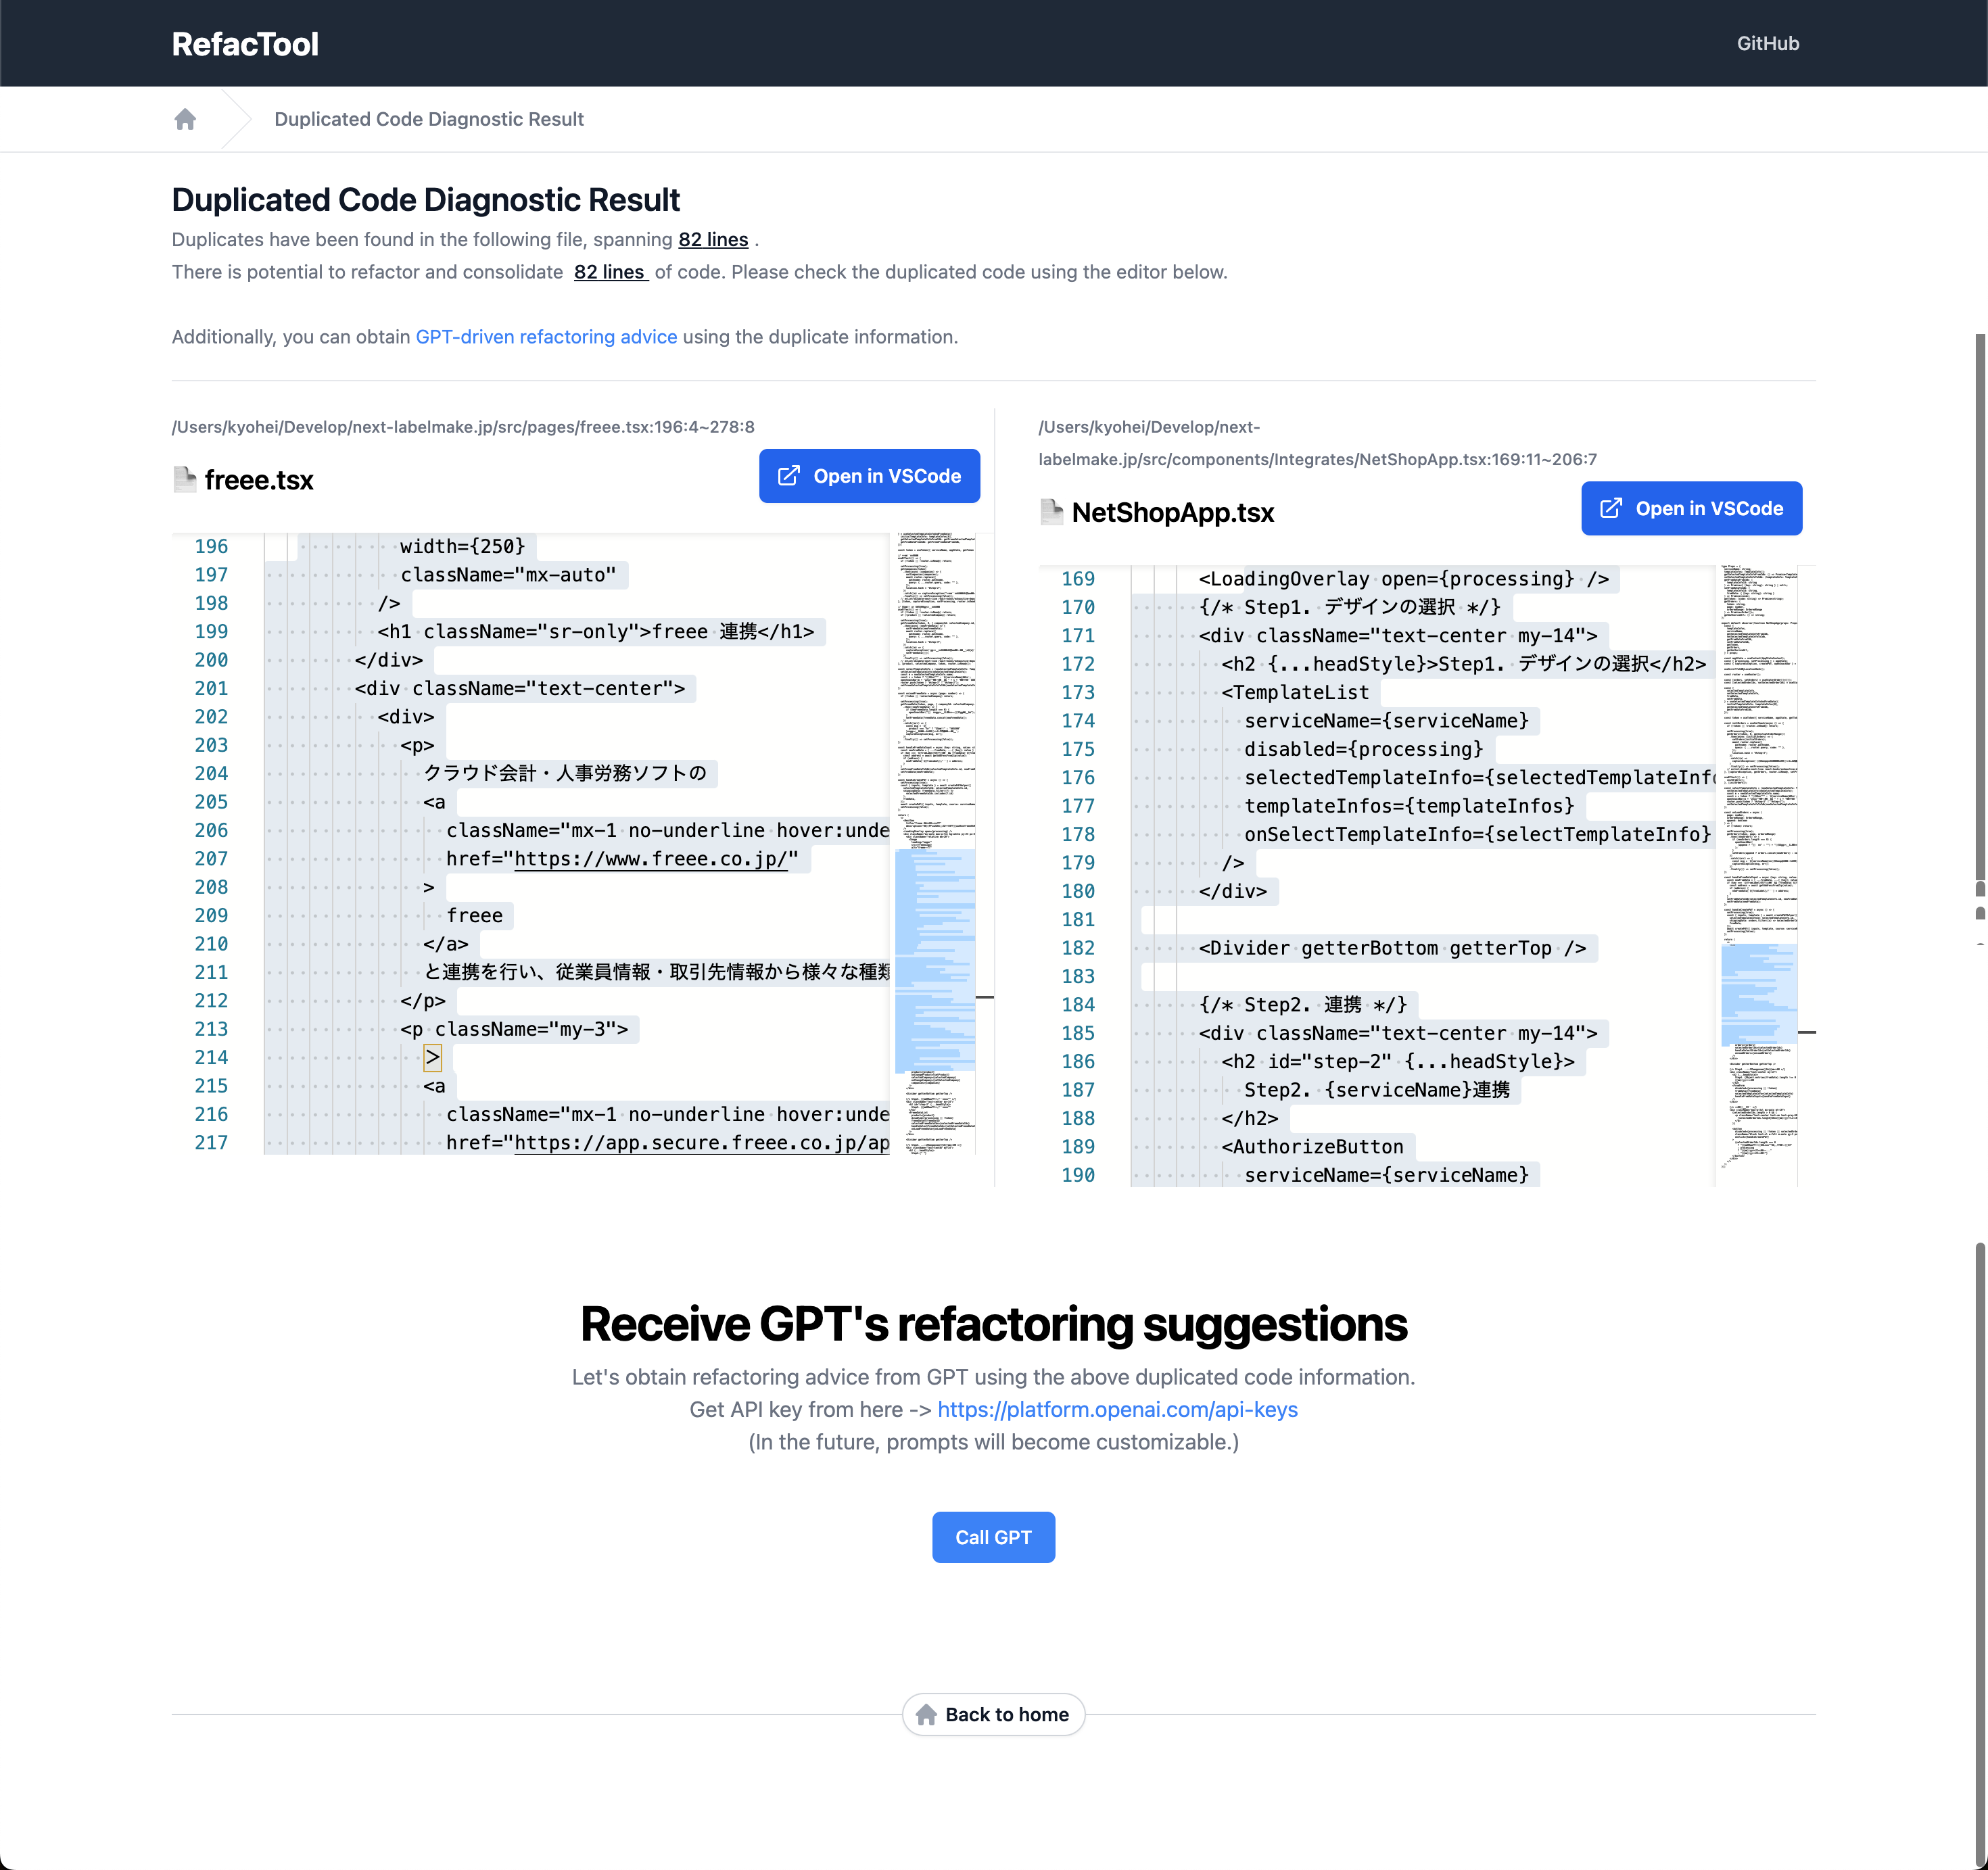 RefacTool
GitHub
Duplicated Code Diagnostic Result
Duplicated Code Diagnostic Result
Duplicates have been found in the following file, spanning 82 lines .
There is potential to refactor and consolidate 82 lines of code. Please check the duplicated code using the editor below.
Additionally, you can obtain GPT-driven refactoring advice using the duplicate information.
/Users/kyohei/Develop/next-labelmake.jp/src/pages/freee.tsx:196:4~278:8
freee.tsx
Open in VSCode
196 width={250}
197 className="mx-auto"
198 />
199 <h1 className="sr-only">freee 連携</h1>
200 </div>
201 <div className="text-center">
202 <div>
203 <p>
204 クラウド会計・人事労務ソフトの
205 <a
206 className="mx-1 no-underline hover:unde
207 href="https://www.freee.co.jp/"
208 >
209 freee
210 </a>
211 と連携を行い、従業員情報・取引先情報から様々な種類
212 </p>
213 <p className="my-3">
214 >
215 <a
216 className="mx-1 no-underline hover:unde
217 href="https://app.secure.freee.co.jp/ap
/Users/kyohei/Develop/next-
labelmake.jp/src/components/Integrates/NetShopApp.tsx:169:11~206:7
NetShopApp.tsx
Open in VSCode
169 <LoadingOverlay open={processing} />
170 {/* Step1. デザインの選択 */}
171 <div className="text-center my-14">
172 <h2 {...headStyle}>Step1. デザインの選択</h2>
173 <TemplateList
174 serviceName={serviceName}
175 disabled={processing}
176 selectedTemplateInfo={selectedTemplateInfo
177 templateInfos={templateInfos}
178 onSelectTemplateInfo={selectTemplateInfo}
179 />
180 </div>
181
182 <Divider getterBottom getterTop />
183
184 {/* Step2. 連携 */}
185 <div className="text-center my-14">
186 <h2 id="step-2" {...headStyle}>
187 Step2. {serviceName}連携
188 </h2>
189 <AuthorizeButton
190 serviceName={serviceName}
Receive GPT's refactoring suggestions
Let's obtain refactoring advice from GPT using the above duplicated code information.
Get API key from here -> https://platform.openai.com/api-keys
(In the future, prompts will become customizable.)
Call GPT
Back to home